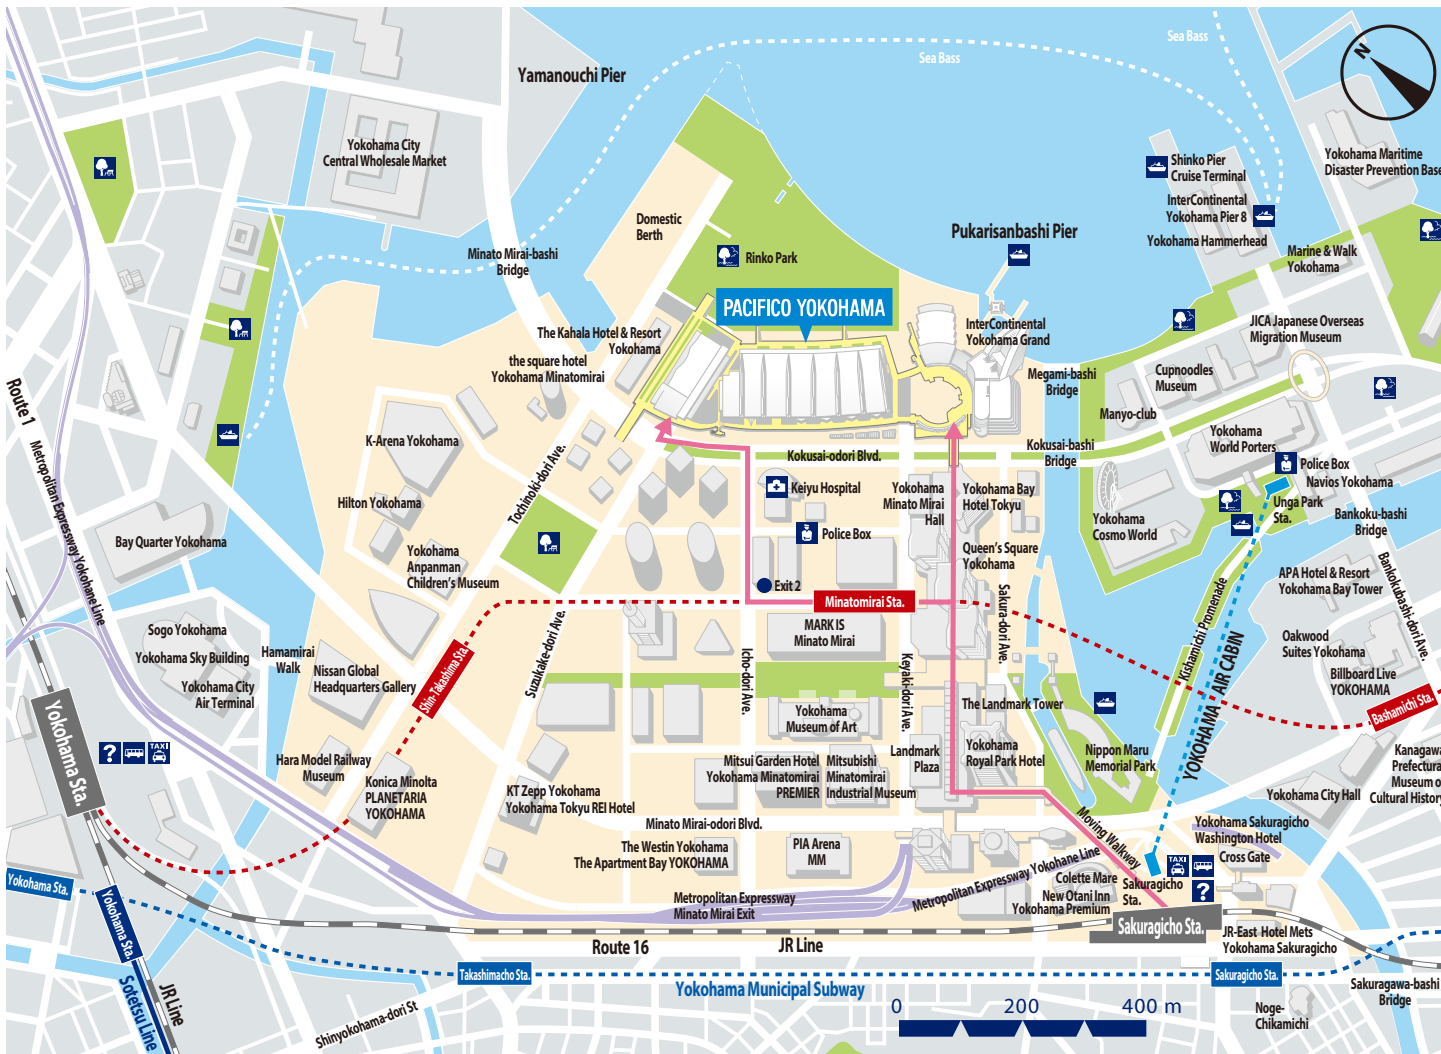 Sea Bass
Sea Bass
N
Yamanouchi Pier
Yokohama City
Central Wholesale Market
Shinko Pier
Cruise Terminal
InterContinental
Yokohama Pier 8
Yokohama Hammerhead
Yokohama Maritime
Disaster Prevention Base
Domestic
Berth
Pukarisanbashi Pier
Minato Mirai-bashi
Bridge
Rinko Park
Marine & Walk
Yokohama
PACIFICO YOKOHAMA
The Kahala Hotel & Resort
Yokohama
the square hotel
Yokohama Minatomirai
InterContinental
Yokohama Grand
JICA Japanese Overseas
Migration Museum
Megami-bashi
Bridge
Cupnoodles
Museum
Manyo-club
Route 1
Metropolitan Expressway Yokohane Line
K-Arena Yokohama
Tochinoki-dori Ave.
Kokusai-odori Blvd.
Kokusai-bashi
Bridge
Yokohama
World Porters
Police Box
Navios Yokohama
Hilton Yokohama
Keiyu Hospital
Yokohama
Minato Mirai
Hall
Yokohama Bay
Hotel Tokyu
Unga Park
Sta.
Bankoku-bashi
Bridge
Yokohama
Cosmo World
Bay Quarter Yokohama
Police Box
Yokohama
Anpanman
Children's Museum
Queen's Square
Yokohama
Bankokubashi-dori Ave.
APA Hotel & Resort
Yokohama Bay Tower
Exit 2
Minatomirai Sta.
Sakura-dori Ave.
Kishamichi Promenade
Sogo Yokohama
Yokohama Sky Building
Yokohama City
Air Terminal
Hamamirai
Walk
Nissan Global
Headquarters Gallery
Shin-Takashima Sta.
Suzukake-dori Ave.
MARK IS
Minato Mirai
Icho-dori Ave.
Keyaki-dori Ave.
YOKOHAMA AIR CABIN
Oakwood
Suites Yokohama
Billboard Live
YOKOHAMA
Bashamichi Sta.
Yokohama Sta.
?
TAXI
Yokohama
Museum of Art
The Landmark Tower
Landmark
Plaza
Yokohama
Royal Park Hotel
Nippon Maru
Memorial Park
Hara Model Railway
Museum
Konica Minolta
PLANETARIA
YOKOHAMA
Mitsui Garden Hotel
Yokohama Minatomirai
PREMIER
Mitsubishi
Minatomirai
Industrial Museum
KT Zepp Yokohama
Yokohama Tokyu REI Hotel
Kanagawa
Prefectural
Museum o
Cultural History
Yokohama City Hall
Minato Mirai-odori Blvd.
Moving Walkway
Yokohama Sakuragicho
Washington Hotel
The Westin Yokohama
The Apartment Bay YOKOHAMA
PIA Arena
MM
Cross Gate
TAXI
?
Colette Mare
New Otani Inn
Yokohama Premium
Sakuragicho
Sta.
Metropolitan Expressway Yokohane Line
Metropolitan Expressway
Minato Mirai Exit
Yokohama Sta.
Yokohama Sta.
Sakuragicho Sta.
JR-East Hotel Mets
Yokohama Sakuragicho
Route 16
JR Line
Takashimacho Sta.
Sakuragicho Sta.
Yokohama Municipal Subway
Sakuragawa-bashi
Bridge
JR Line
Sotetsu Line
Shinyokohama-dori St
Noge-
Chikamichi
0 200 400 m